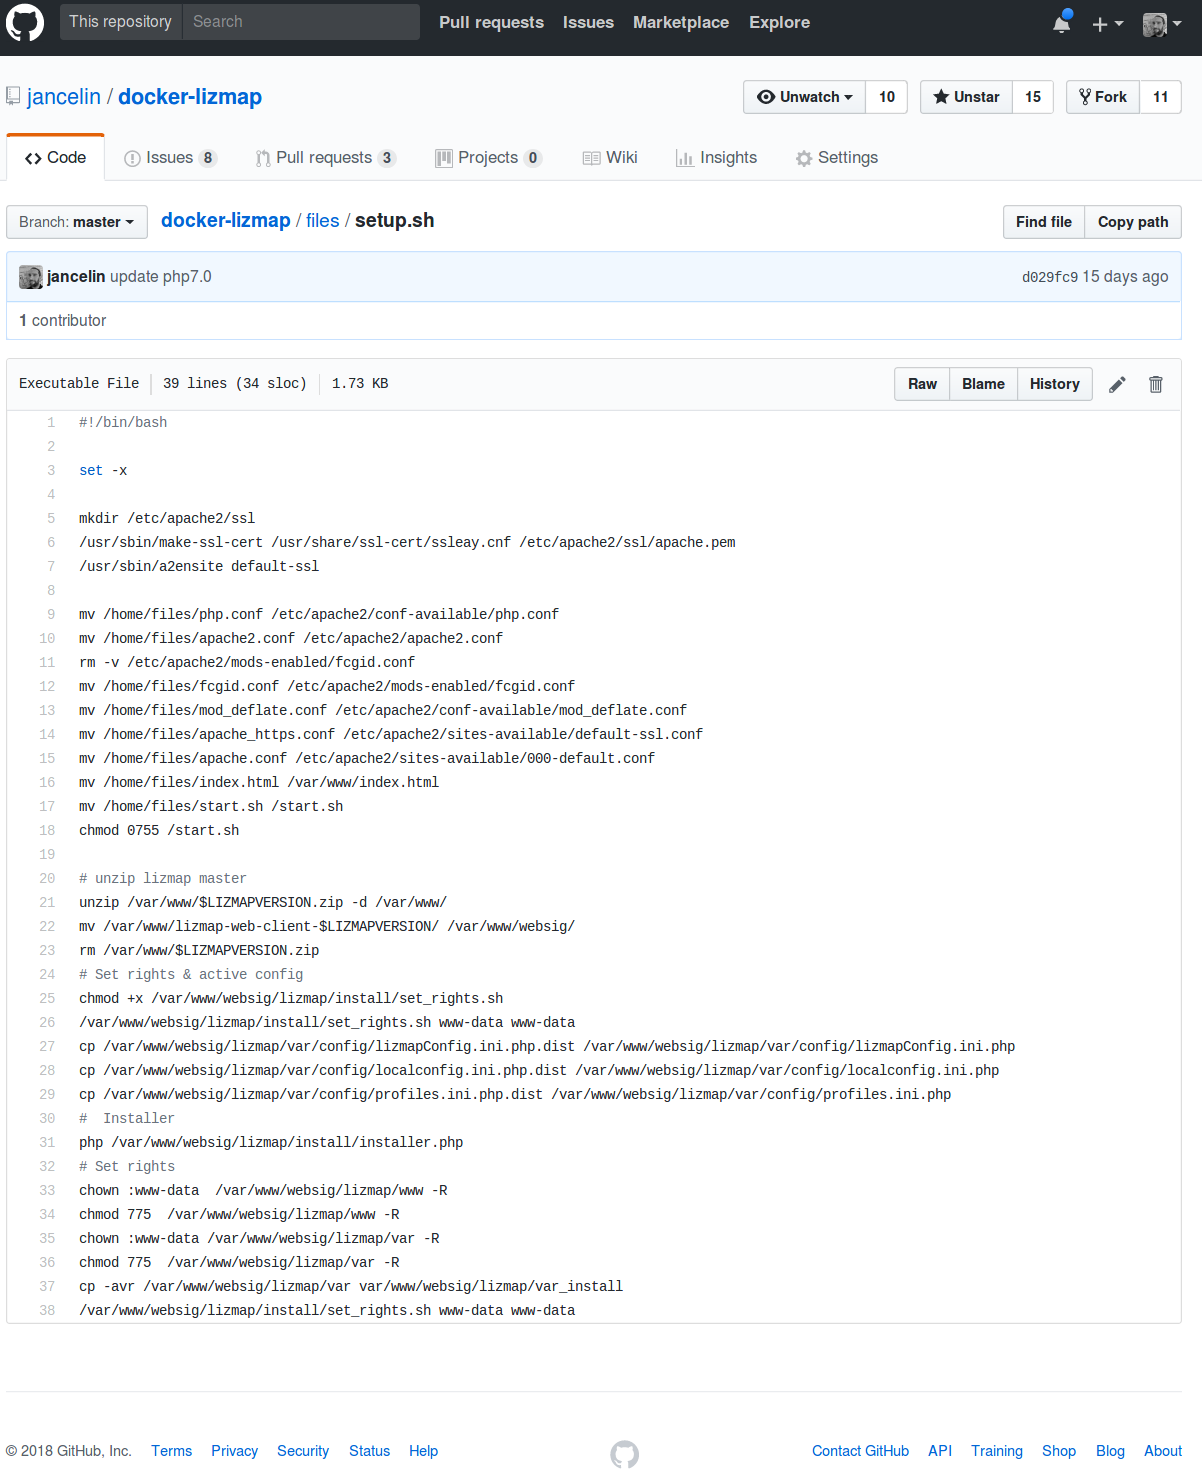 This repository Search Pull requests Issues Marketplace Explore
jancelin / docker-lizmap Unwatch 10 Unstar 15 Fork 11
Code Issues 8 Pull requests 3 Projects 0 Wiki Insights Settings
Branch: master docker-lizmap / files / setup.sh Find file Copy path
jancelin update php7.0 d029fc9 15 days ago
1 contributor
Executable File 39 lines (34 sloc) 1.73 KB Raw Blame History
1 #!/bin/bash
2
3 set -x
4
5 mkdir /etc/apache2/ssl
6 /usr/sbin/make-ssl-cert /usr/share/ssl-cert/ssleay.cnf /etc/apache2/ssl/apache.pem
7 /usr/sbin/a2ensite default-ssl
8
9 mv /home/files/php.conf /etc/apache2/conf-available/php.conf
10 mv /home/files/apache2.conf /etc/apache2/apache2.conf
11 rm -v /etc/apache2/mods-enabled/fcgid.conf
12 mv /home/files/fcgid.conf /etc/apache2/mods-enabled/fcgid.conf
13 mv /home/files/mod_deflate.conf /etc/apache2/conf-available/mod_deflate.conf
14 mv /home/files/apache_https.conf /etc/apache2/sites-available/default-ssl.conf
15 mv /home/files/apache.conf /etc/apache2/sites-available/000-default.conf
16 mv /home/files/index.html /var/www/index.html
17 mv /home/files/start.sh /start.sh
18 chmod 0755 /start.sh
19
20 # unzip lizmap master
21 unzip /var/www/$LIZMAPVERSION.zip -d /var/www/
22 mv /var/www/lizmap-web-client-$LIZMAPVERSION/ /var/www/websig/
23 rm /var/www/$LIZMAPVERSION.zip
24 # Set rights & active config
25 chmod +x /var/www/websig/lizmap/install/set_rights.sh
26 /var/www/websig/lizmap/install/set_rights.sh www-data www-data
27 cp /var/www/websig/lizmap/var/config/lizmapConfig.ini.php.dist /var/www/websig/lizmap/var/config/lizmapConfig.ini.php
28 cp /var/www/websig/lizmap/var/config/localconfig.ini.php.dist /var/www/websig/lizmap/var/config/localconfig.ini.php
29 cp /var/www/websig/lizmap/var/config/profiles.ini.php.dist /var/www/websig/lizmap/var/config/profiles.ini.php
30 #  Installer
31 php /var/www/websig/lizmap/install/installer.php
32 # Set rights
33 chown :www-data  /var/www/websig/lizmap/www -R
34 chmod 775  /var/www/websig/lizmap/www -R
35 chown :www-data /var/www/websig/lizmap/var -R
36 chmod 775  /var/www/websig/lizmap/var -R
37 cp -avr /var/www/websig/lizmap/var var/www/websig/lizmap/var_install
38 /var/www/websig/lizmap/install/set_rights.sh www-data www-data
© 2018 GitHub, Inc. Terms Privacy Security Status Help Contact GitHub API Training Shop Blog About